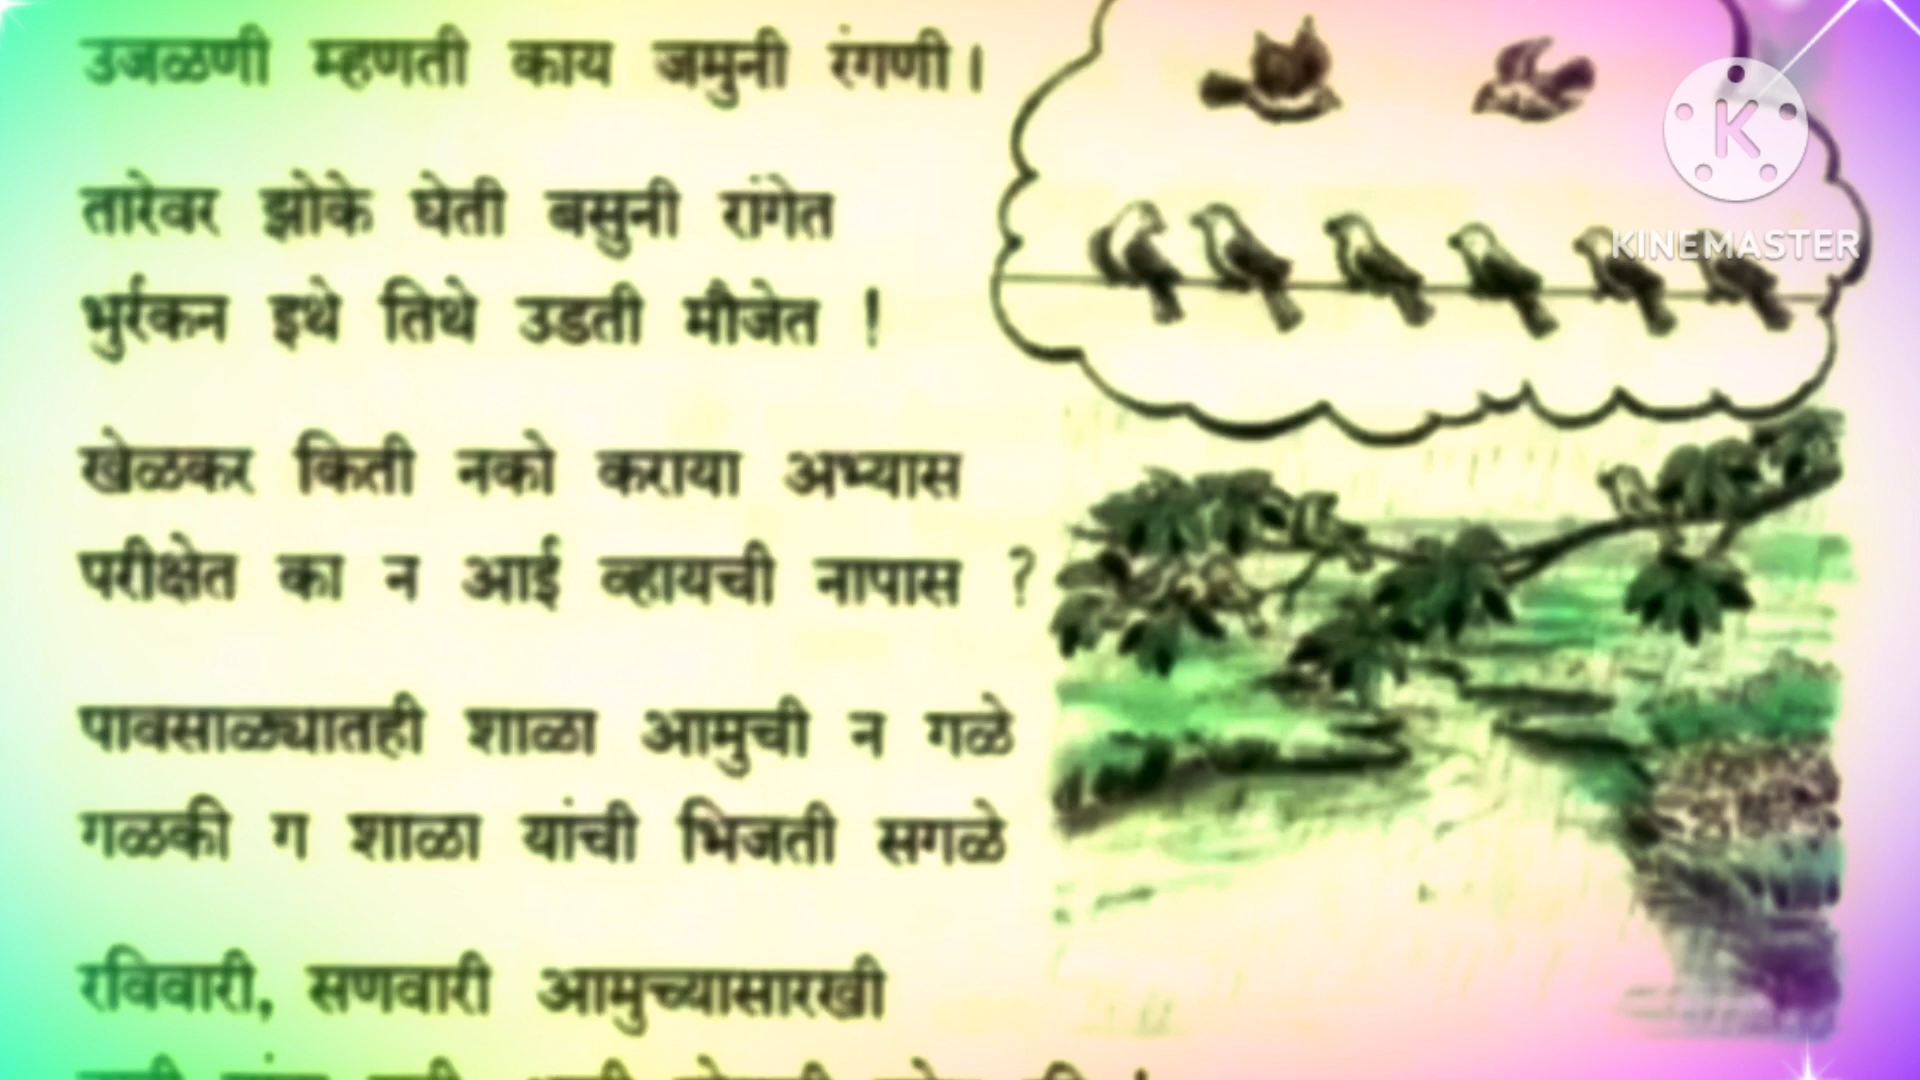 उजळणी म्हणती काय जमुनी रंगणी।
तारेवर झोके घेती बसुनी रांगेत
भुर्रकन इथे तिथे उडती मौजेत !
खेळकर किती नको कराया अभ्यास
परीक्षेत का न आई व्हायची नापास ?
पावसाळ्यातही शाळा आमुची न गळे
गळकी ग शाळा यांची भिजती सगळे
रविवारी, सणवारी आमुच्यासारखी
K
KINEMASTER